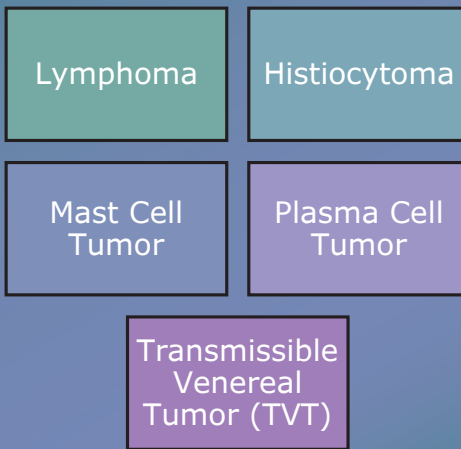 Lymphoma
Histiocytoma
Mast Cell
Tumor
Plasma Cell
Tumor
Transmissible
Venereal
Tumor (TVT)